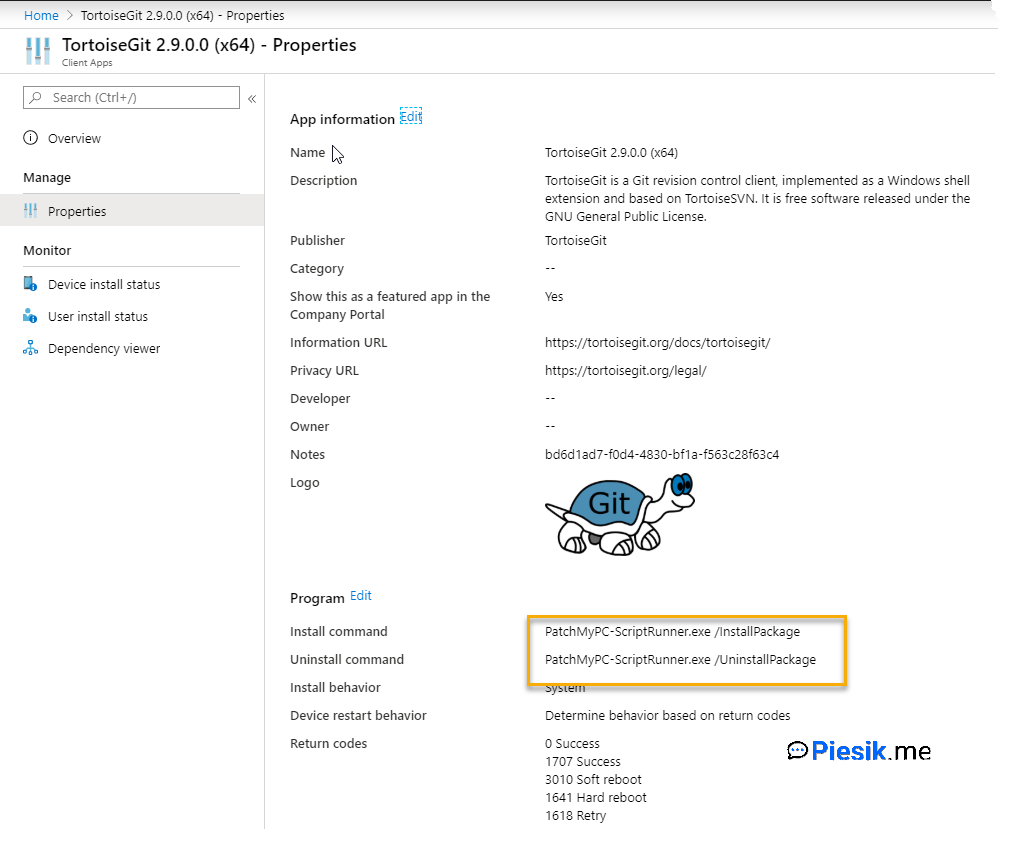 Home > TortoiseGit 2.9.0.0 (x64) - Properties
TortoiseGit 2.9.0.0 (x64) - Properties
Client Apps
Search (Ctrl+/)
«
Overview
Manage
Properties
Monitor
Device install status
User install status
Dependency viewer
App information Edit
Name TortoiseGit 2.9.0.0 (x64)
Description TortoiseGit is a Git revision control client, implemented as a Windows shell
extension and based on TortoiseSVN. It is free software released under the
GNU General Public License.
Publisher TortoiseGit
Category --
Show this as a featured app in the Yes
Company Portal
Information URL https://tortoisegit.org/docs/tortoisegit/
Privacy URL https://tortoisegit.org/legal/
Developer --
Owner --
Notes bd6d1ad7-f0d4-4830-bf1a-f563c28f63c4
Logo
Git
Program Edit
Install command PatchMyPC-ScriptRunner.exe /InstallPackage
Uninstall command PatchMyPC-ScriptRunner.exe /UninstallPackage
Install behavior System
Device restart behavior Determine behavior based on return codes
Return codes 0 Success
1707 Success
3010 Soft reboot
1641 Hard reboot
1618 Retry
Piesik.me